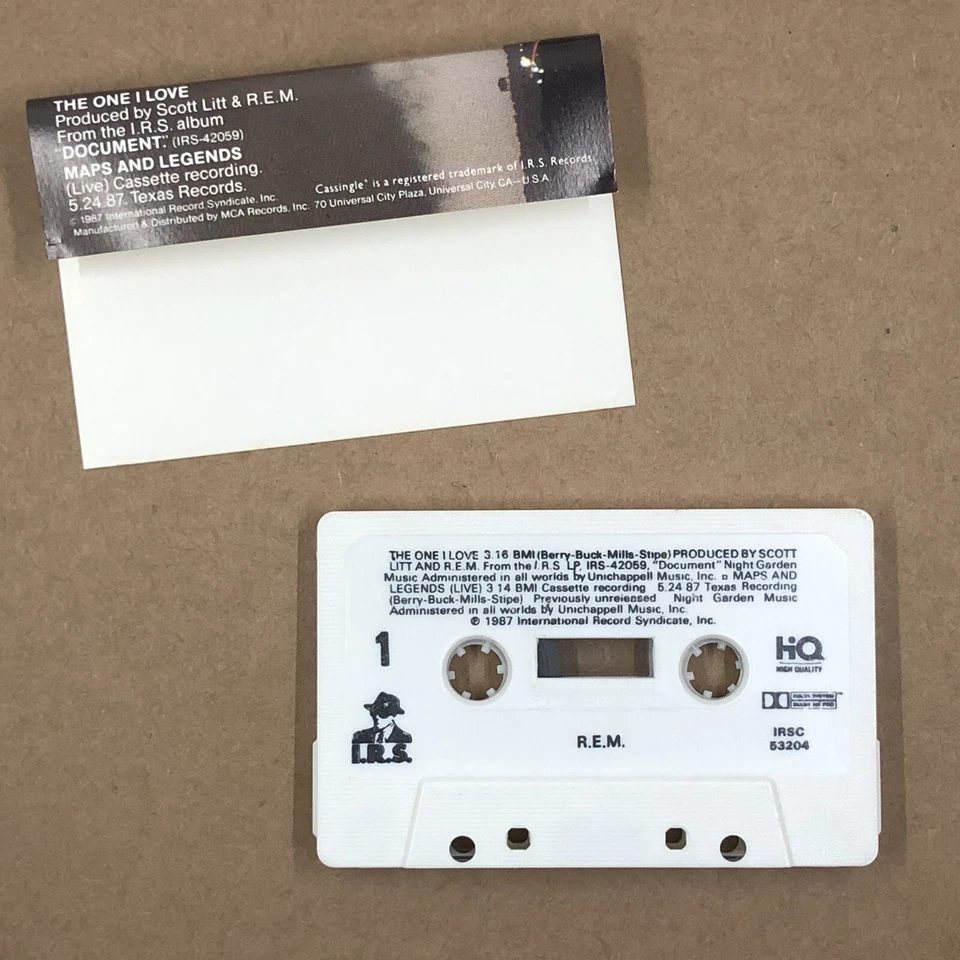 THE ONE I LOVE
Produced by Scott Litt & R.E.M.
From the I.R.S. album
"DOCUMENT." (IRS-42059)
MAPS AND LEGENDS
(Live) Cassette recording.
5.24.87. Texas Records.
Cassingle® is a registered trademark of I.R.S. Records.
© 1987 International Record Syndicate, Inc.
Manufactured & Distributed by MCA Records, Inc. 70 Universal City Plaza, Universal City, CA—U.S.A.
THE ONE I LOVE 3 16 BMI (Berry-Buck-Mills-Stipe) PRODUCED BY SCOTT
LITT AND R.E.M. From the I.R.S LP, IRS-42059, "Document" Night Garden
Music Administered in all worlds by Unichappell Music, Inc. □ MAPS AND
LEGENDS (LIVE) 3 14 BMI Cassette recording 5.24 87 Texas Recording
(Berry-Buck-Mills-Stipe) Previously unreleased Night Garden Music
Administered in all worlds by Unichappell Music, Inc.
℗ 1987 International Record Syndicate, Inc.
1
HiQ
HIGH QUALITY
DOLBY SYSTEM™
I.R.S.
R.E.M.
IRSC
53204